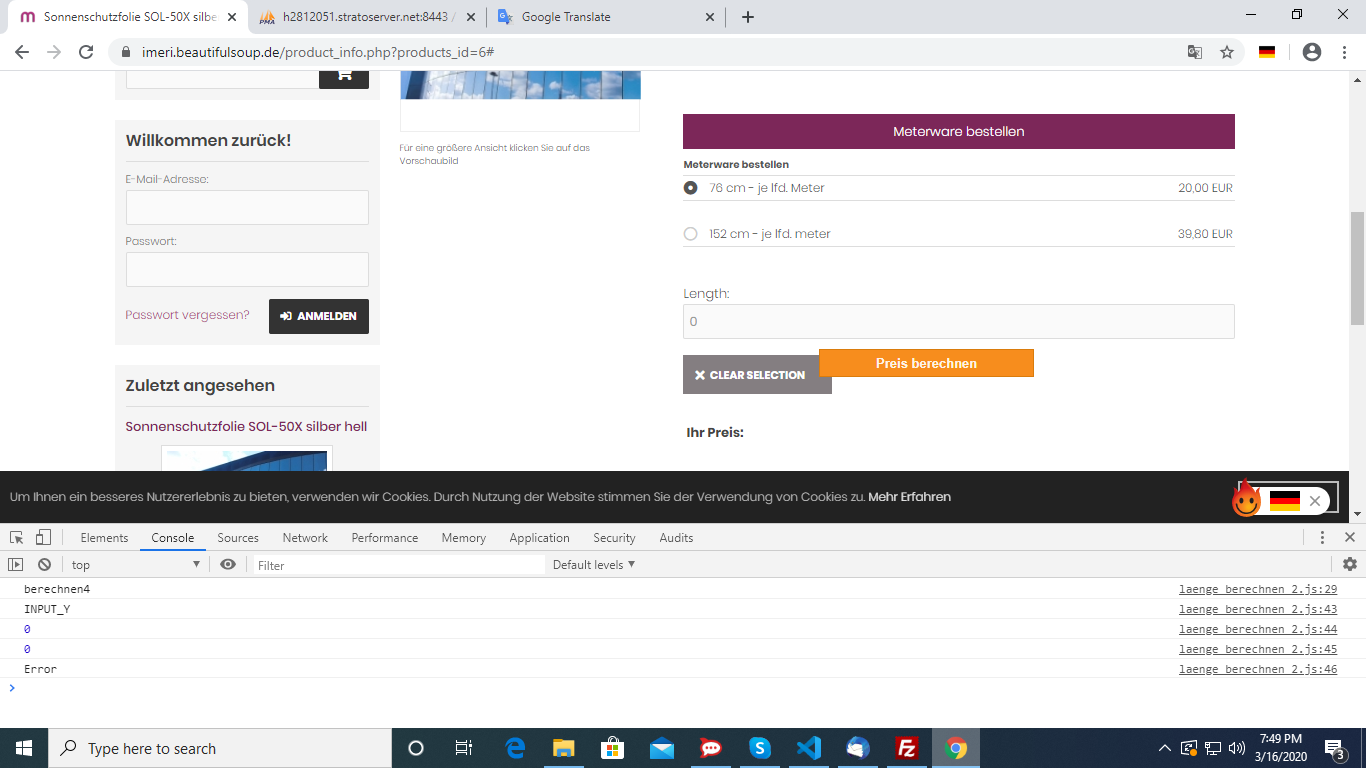 Sonnenschutzfolie SOL-50X silbe
h2812051.stratoserver.net:8443 /
Google Translate
imeri.beautifulsoup.de/product_info.php?products_id=6#
Willkommen zurück!
E-Mail-Adresse:
Passwort:
Passwort vergessen?
ANMELDEN
Zuletzt angesehen
Sonnenschutzfolie SOL-50X silber hell
Für eine größere Ansicht klicken Sie auf das
Vorschaubild
Meterware bestellen
Meterware bestellen
76 cm - je lfd. Meter 20,00 EUR
152 cm - je lfd. meter 39,80 EUR
Length:
0
CLEAR SELECTION
Preis berechnen
Ihr Preis:
Um Ihnen ein besseres Nutzererlebnis zu bieten, verwenden wir Cookies. Durch Nutzung der Website stimmen Sie der Verwendung von Cookies zu. Mehr Erfahren
Elements Console Sources Network Performance Memory Application Security Audits
top Filter Default levels ▼
berechnen4 laenge_berechnen_2.js:29
INPUT_Y laenge_berechnen_2.js:43
0 laenge_berechnen_2.js:44
0 laenge_berechnen_2.js:45
Error laenge_berechnen_2.js:46
Type here to search
7:49 PM
3/16/2020
3